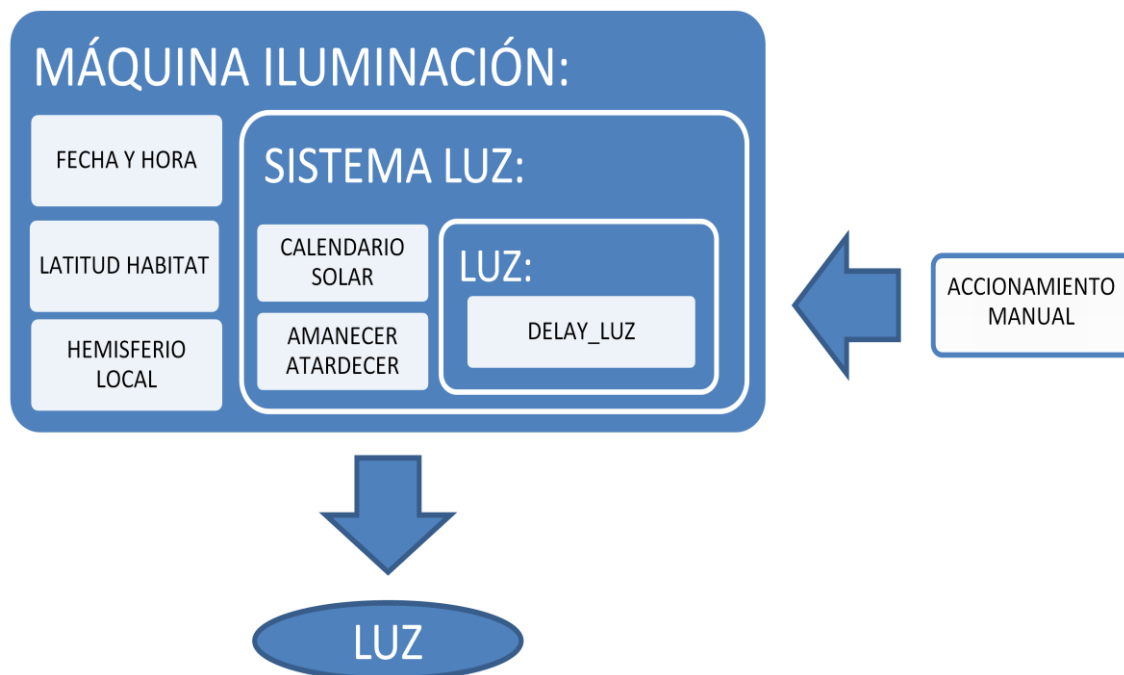 MÁQUINA ILUMINACIÓN:
FECHA Y HORA
LATITUD HABITAT
HEMISFERIO
LOCAL
SISTEMA LUZ:
CALENDARIO
SOLAR
AMANECER
ATARDECER
LUZ:
DELAY_LUZ
ACCIONAMIENTO
MANUAL
LUZ